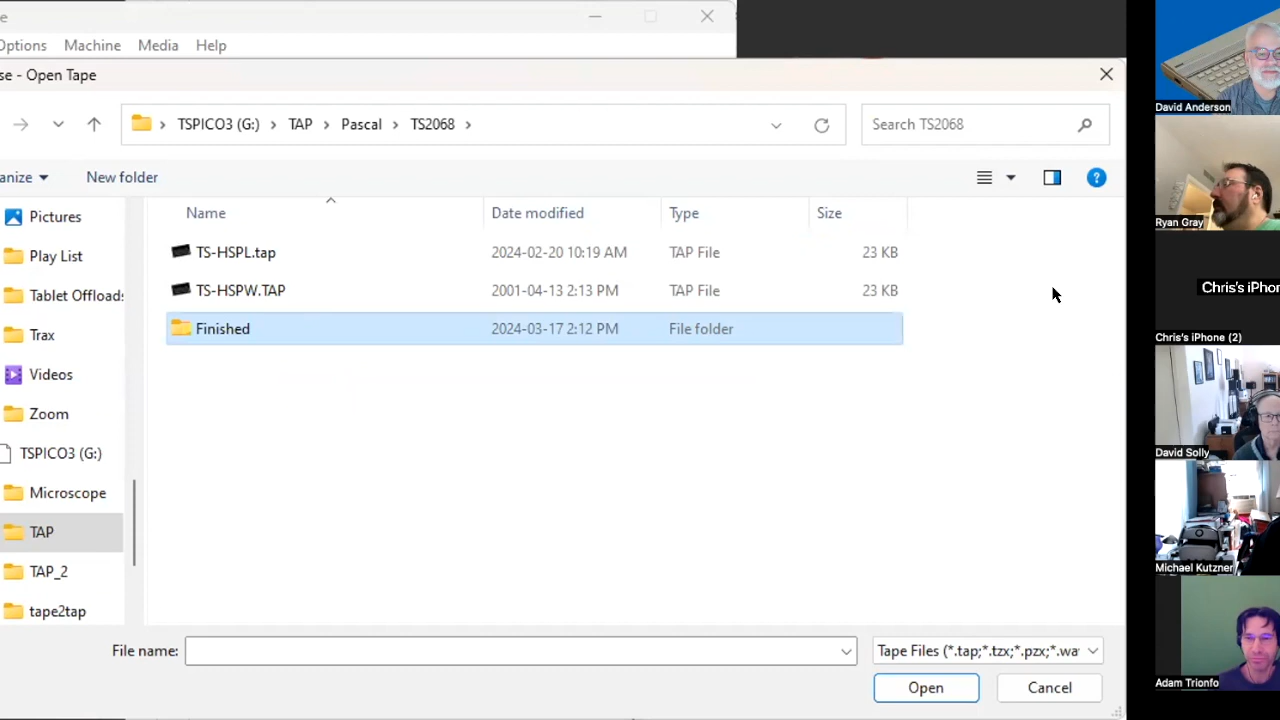 e
Options Machine Media Help
se - Open Tape
TSPICO3 (G:) TAP Pascal TS2068
Search TS2068
anize New folder
Name Date modified Type Size
Pictures
Play List
Tablet Offloads
Trax
Videos
Zoom
TSPICO3 (G:)
Microscope
TAP
TAP_2
tape2tap
TS-HSPL.tap 2024-02-20 10:19 AM TAP File 23 KB
TS-HSPW.TAP 2001-04-13 2:13 PM TAP File 23 KB
Finished 2024-03-17 2:12 PM File folder
File name:
Tape Files (*.tap;*.tzx;*.pzx;*.wav
Open Cancel
David Anderson
Ryan Gray
Chris's iPhon
Chris's iPhone (2)
David Solly
Michael Kutzner
Adam Trionfo